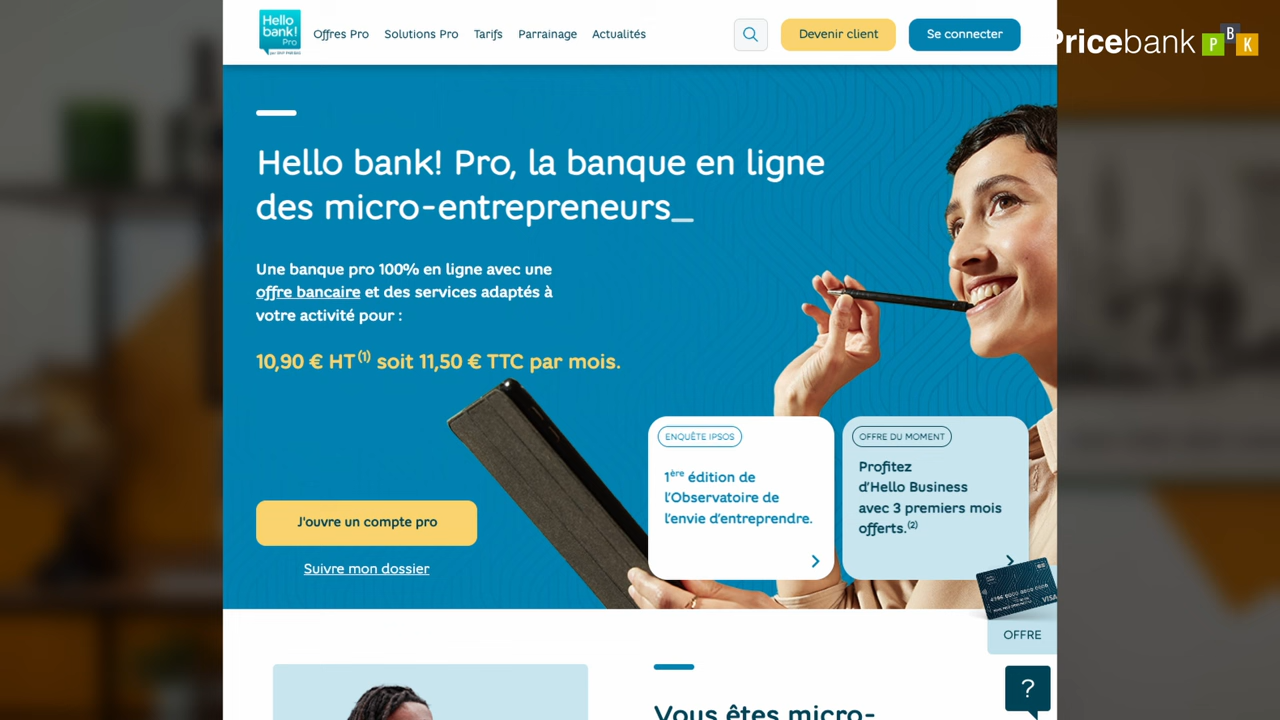 Hello
bank!
Pro
par BNP PARIBAS
Offres Pro
Solutions Pro
Tarifs
Parrainage
Actualités
Devenir client
Se connecter
Pricebank
P B K
Hello bank! Pro, la banque en ligne
des micro-entrepreneurs_
Une banque pro 100% en ligne avec une
offre bancaire et des services adaptés à
votre activité pour :
10,90 € HT(1) soit 11,50 € TTC par mois.
ENQUÊTE IPSOS
1ère édition de
l'Observatoire de
l'envie d'entreprendre.
OFFRE DU MOMENT
Profitez
d'Hello Business
avec 3 premiers mois
offerts.(2)
J'ouvre un compte pro
Suivre mon dossier
VISA
OFFRE
?
Vous êtes micro-